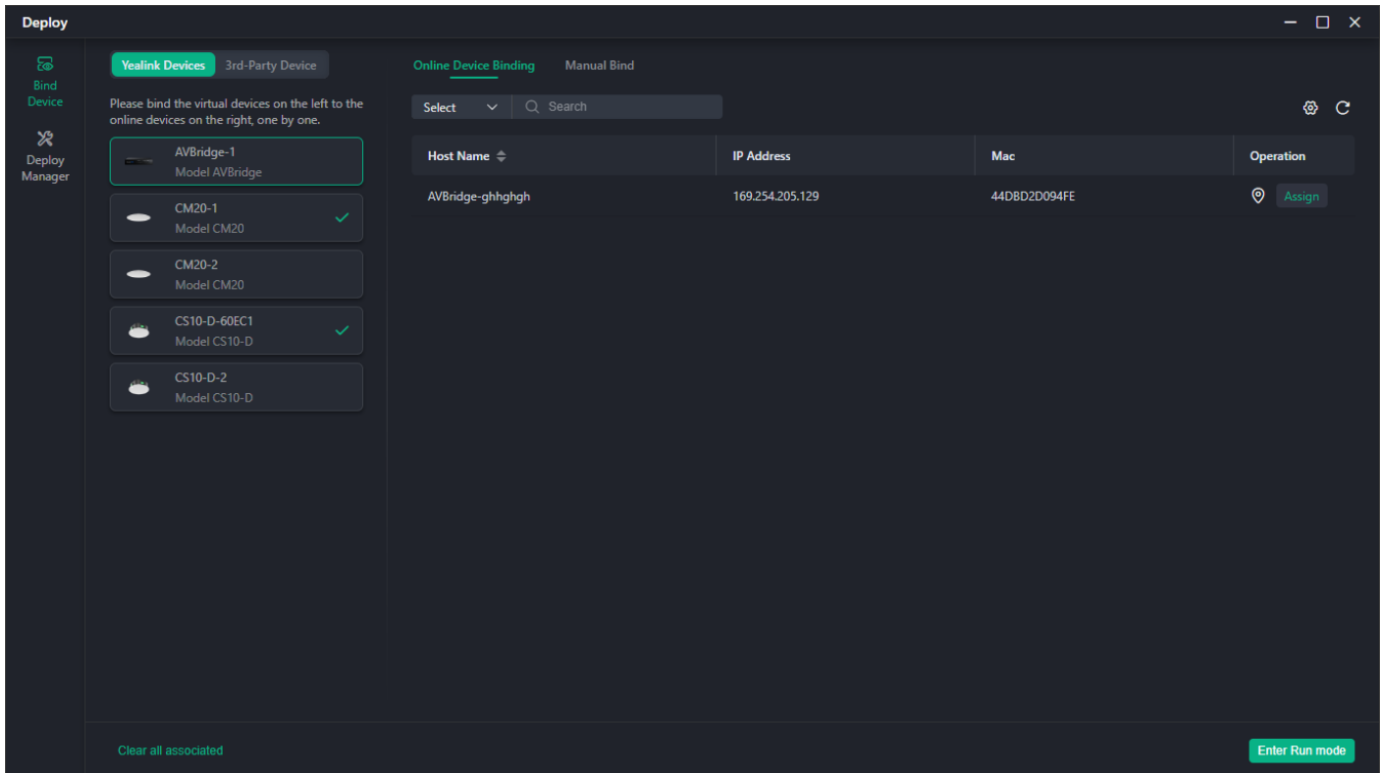 Deploy
Bind
Device
Deploy
Manager
Yealink Devices 3rd-Party Device
Please bind the virtual devices on the left to the
online devices on the right, one by one.
AVBridge-1
Model AVBridge
CM20-1
Model CM20
CM20-2
Model CM20
CS10-D-60EC1
Model CS10-D
CS10-D-2
Model CS10-D
Online Device Binding Manual Bind
Select Search
Host Name IP Address Mac Operation
AVBridge-ghhghgh 169.254.205.129 44DBD2D094FE Assign
Clear all associated
Enter Run mode